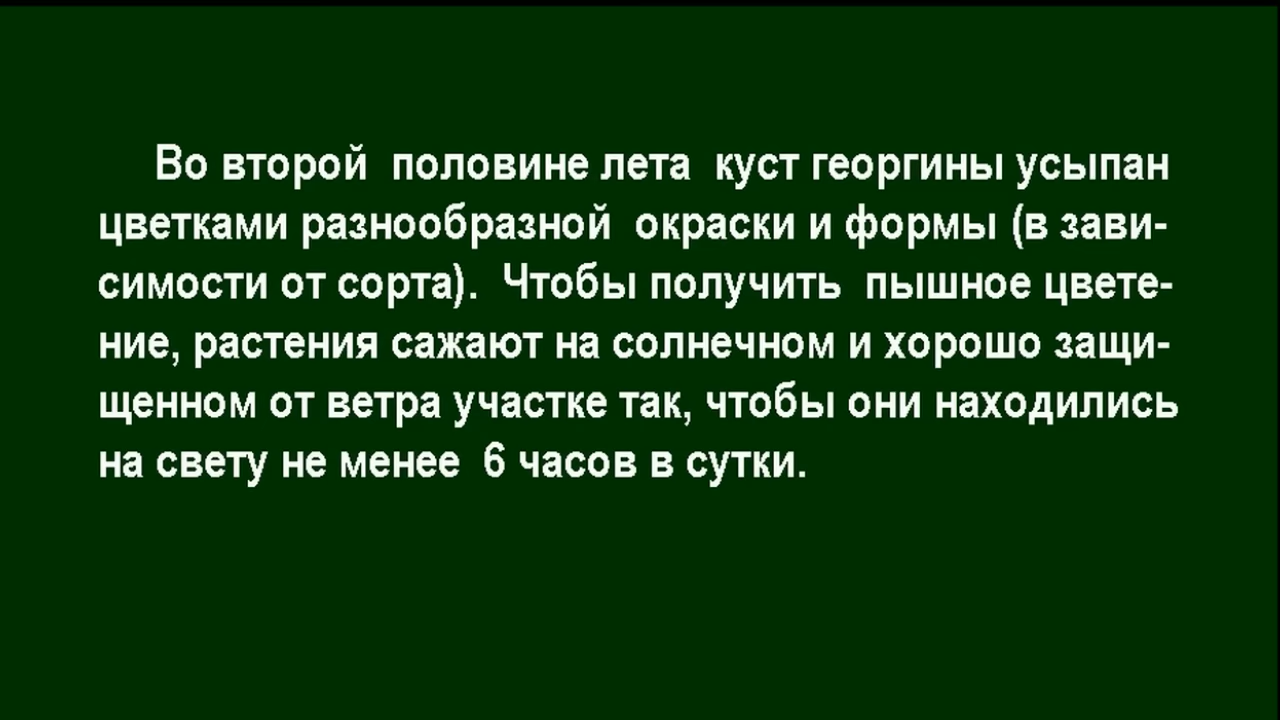 Во второй половине лета куст георгины усыпан
цветками разнообразной окраски и формы (в зави-
симости от сорта). Чтобы получить пышное цвете-
ние, растения сажают на солнечном и хорошо защи-
щенном от ветра участке так, чтобы они находились
на свету не менее 6 часов в сутки.